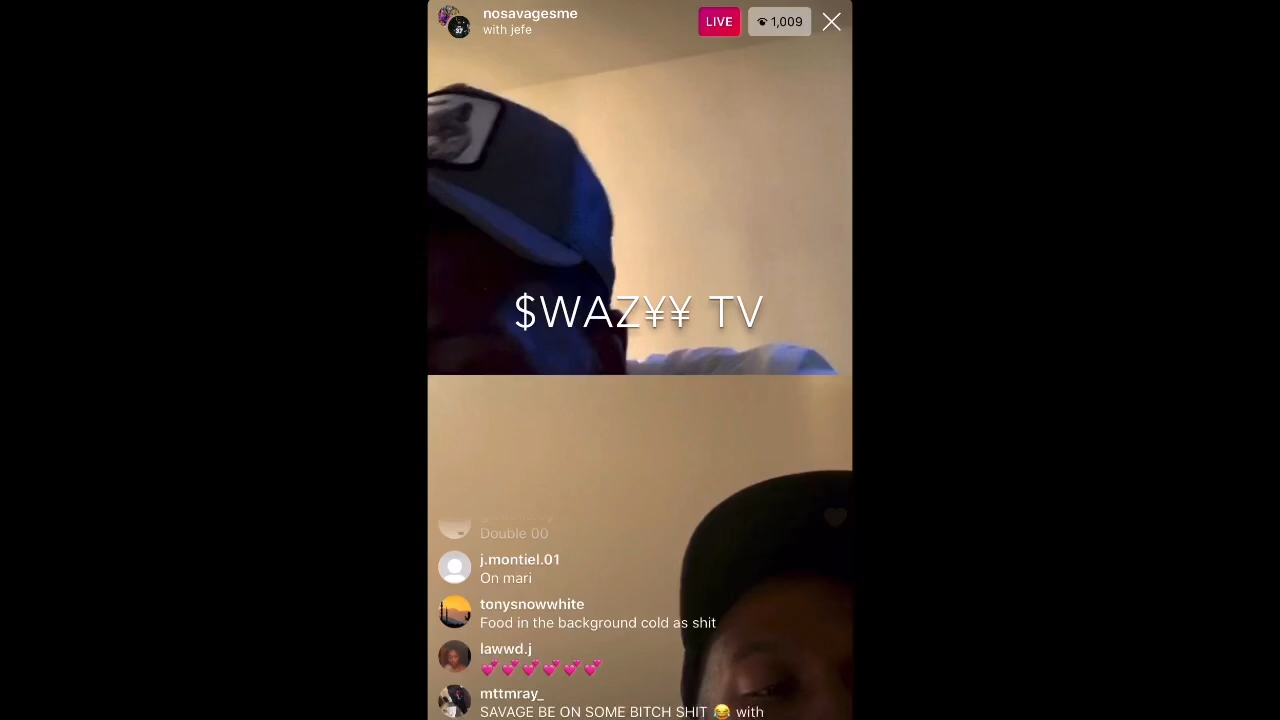 nosavagesme
with jefe
LIVE
1,009
$WAZ¥¥ TV
Double 00
j.montiel.01
On mari
tonysnowwhite
Food in the background cold as shit
lawwd.j
💕💕💕💕💕💕
mttmray_
SAVAGE BE ON SOME BITCH SHIT 😂 with